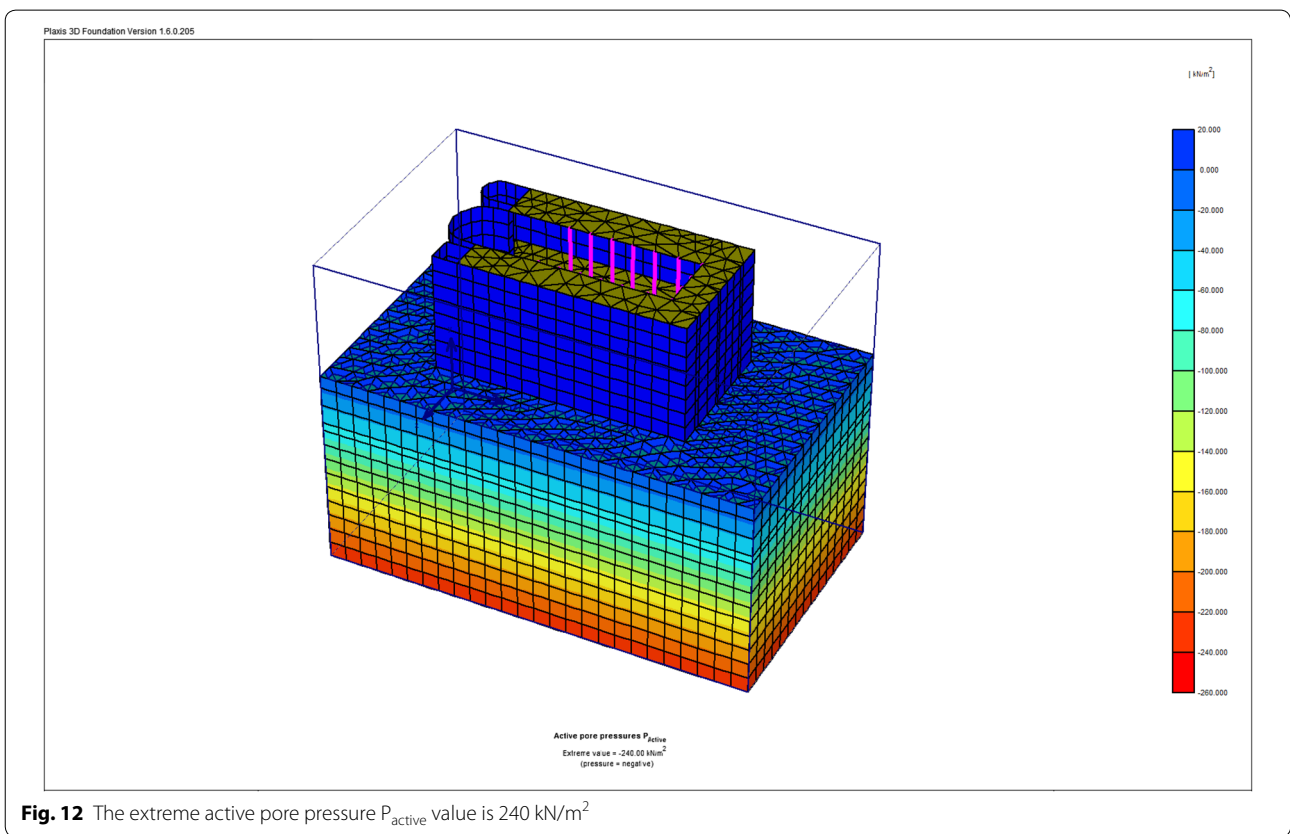 Plaxis 3D Foundation Version 1.6.0.205
[ kN/m²]
20.000
0.000
-20.000
-40.000
-60.000
-80.000
-100.000
-120.000
-140.000
-160.000
-180.000
-200.000
-220.000
-240.000
-260.000
Active pore pressures P_Active
Extreme value = -240.00 kN/m²
(pressure = negative)
Fig. 12 The extreme active pore pressure P_active value is 240 kN/m²